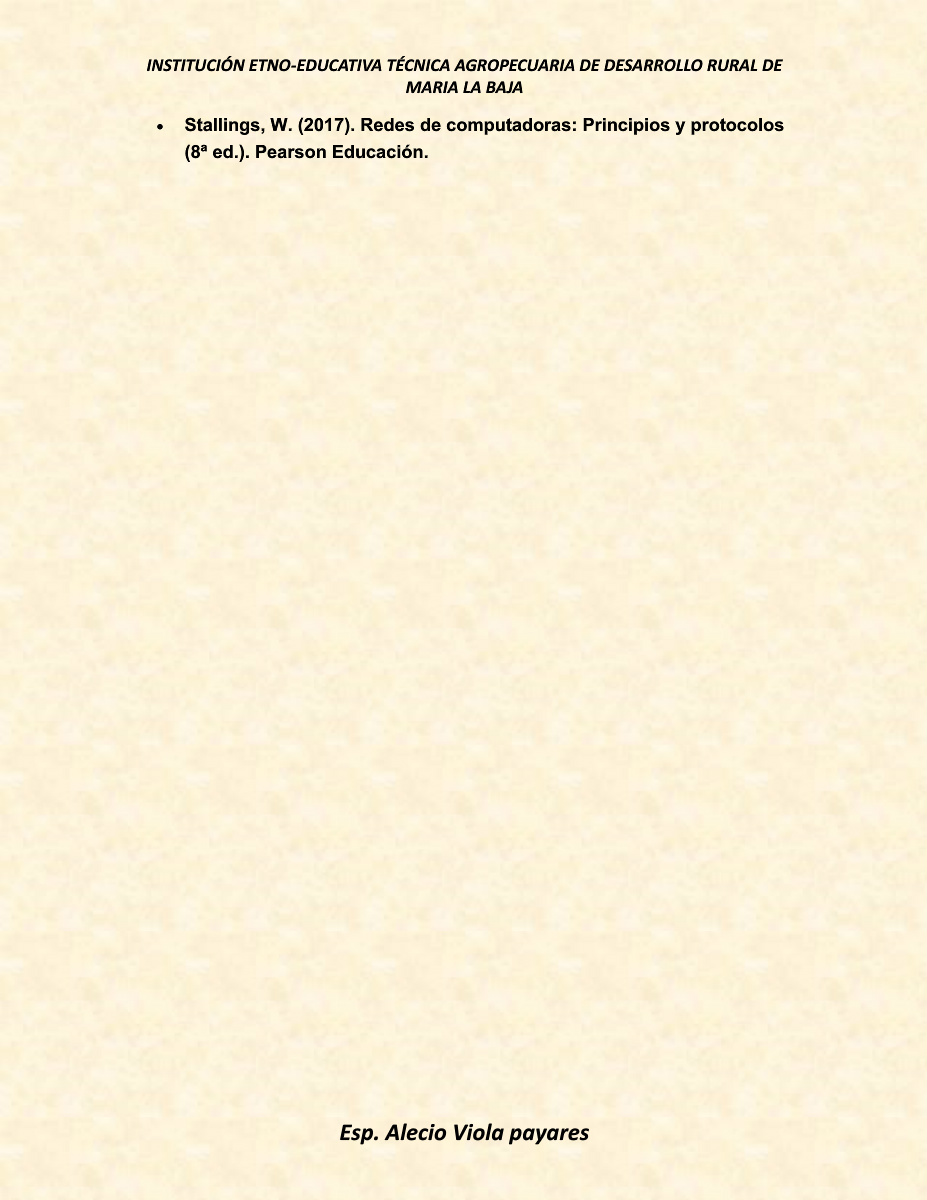 INSTITUCIÓN ETNO-EDUCATIVA TÉCNICA AGROPECUARIA DE DESARROLLO RURAL DE
MARIA LA BAJA
• Stallings, W. (2017). Redes de computadoras: Principios y protocolos
(8ª ed.). Pearson Educación.
Esp. Alecio Viola payares